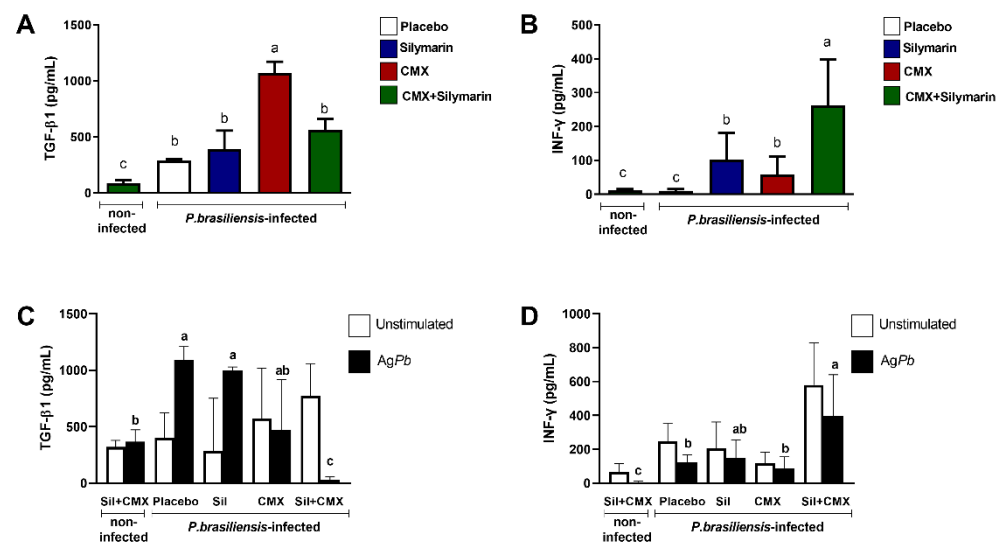 A
1500
1000
500
0
TGF-β1 (pg/mL)
c
b
b
a
b
non-
infected
P.brasiliensis-infected
Placebo
Silymarin
CMX
CMX+Silymarin
B
500
400
300
200
100
0
INF-γ (pg/mL)
c
c
b
b
a
non-
infected
P.brasiliensis-infected
Placebo
Silymarin
CMX
CMX+Silymarin
C
1500
1000
500
0
TGF-β1 (pg/mL)
b
a
a
ab
c
Sil+CMX Placebo Sil CMX Sil+CMX
non-
infected
P.brasiliensis-infected
Unstimulated
AgPb
D
1000
800
600
400
200
0
INF-γ (pg/mL)
c
b
ab
b
a
Sil+CMX Placebo Sil CMX Sil+CMX
non-
infected
P.brasiliensis-infected
Unstimulated
AgPb